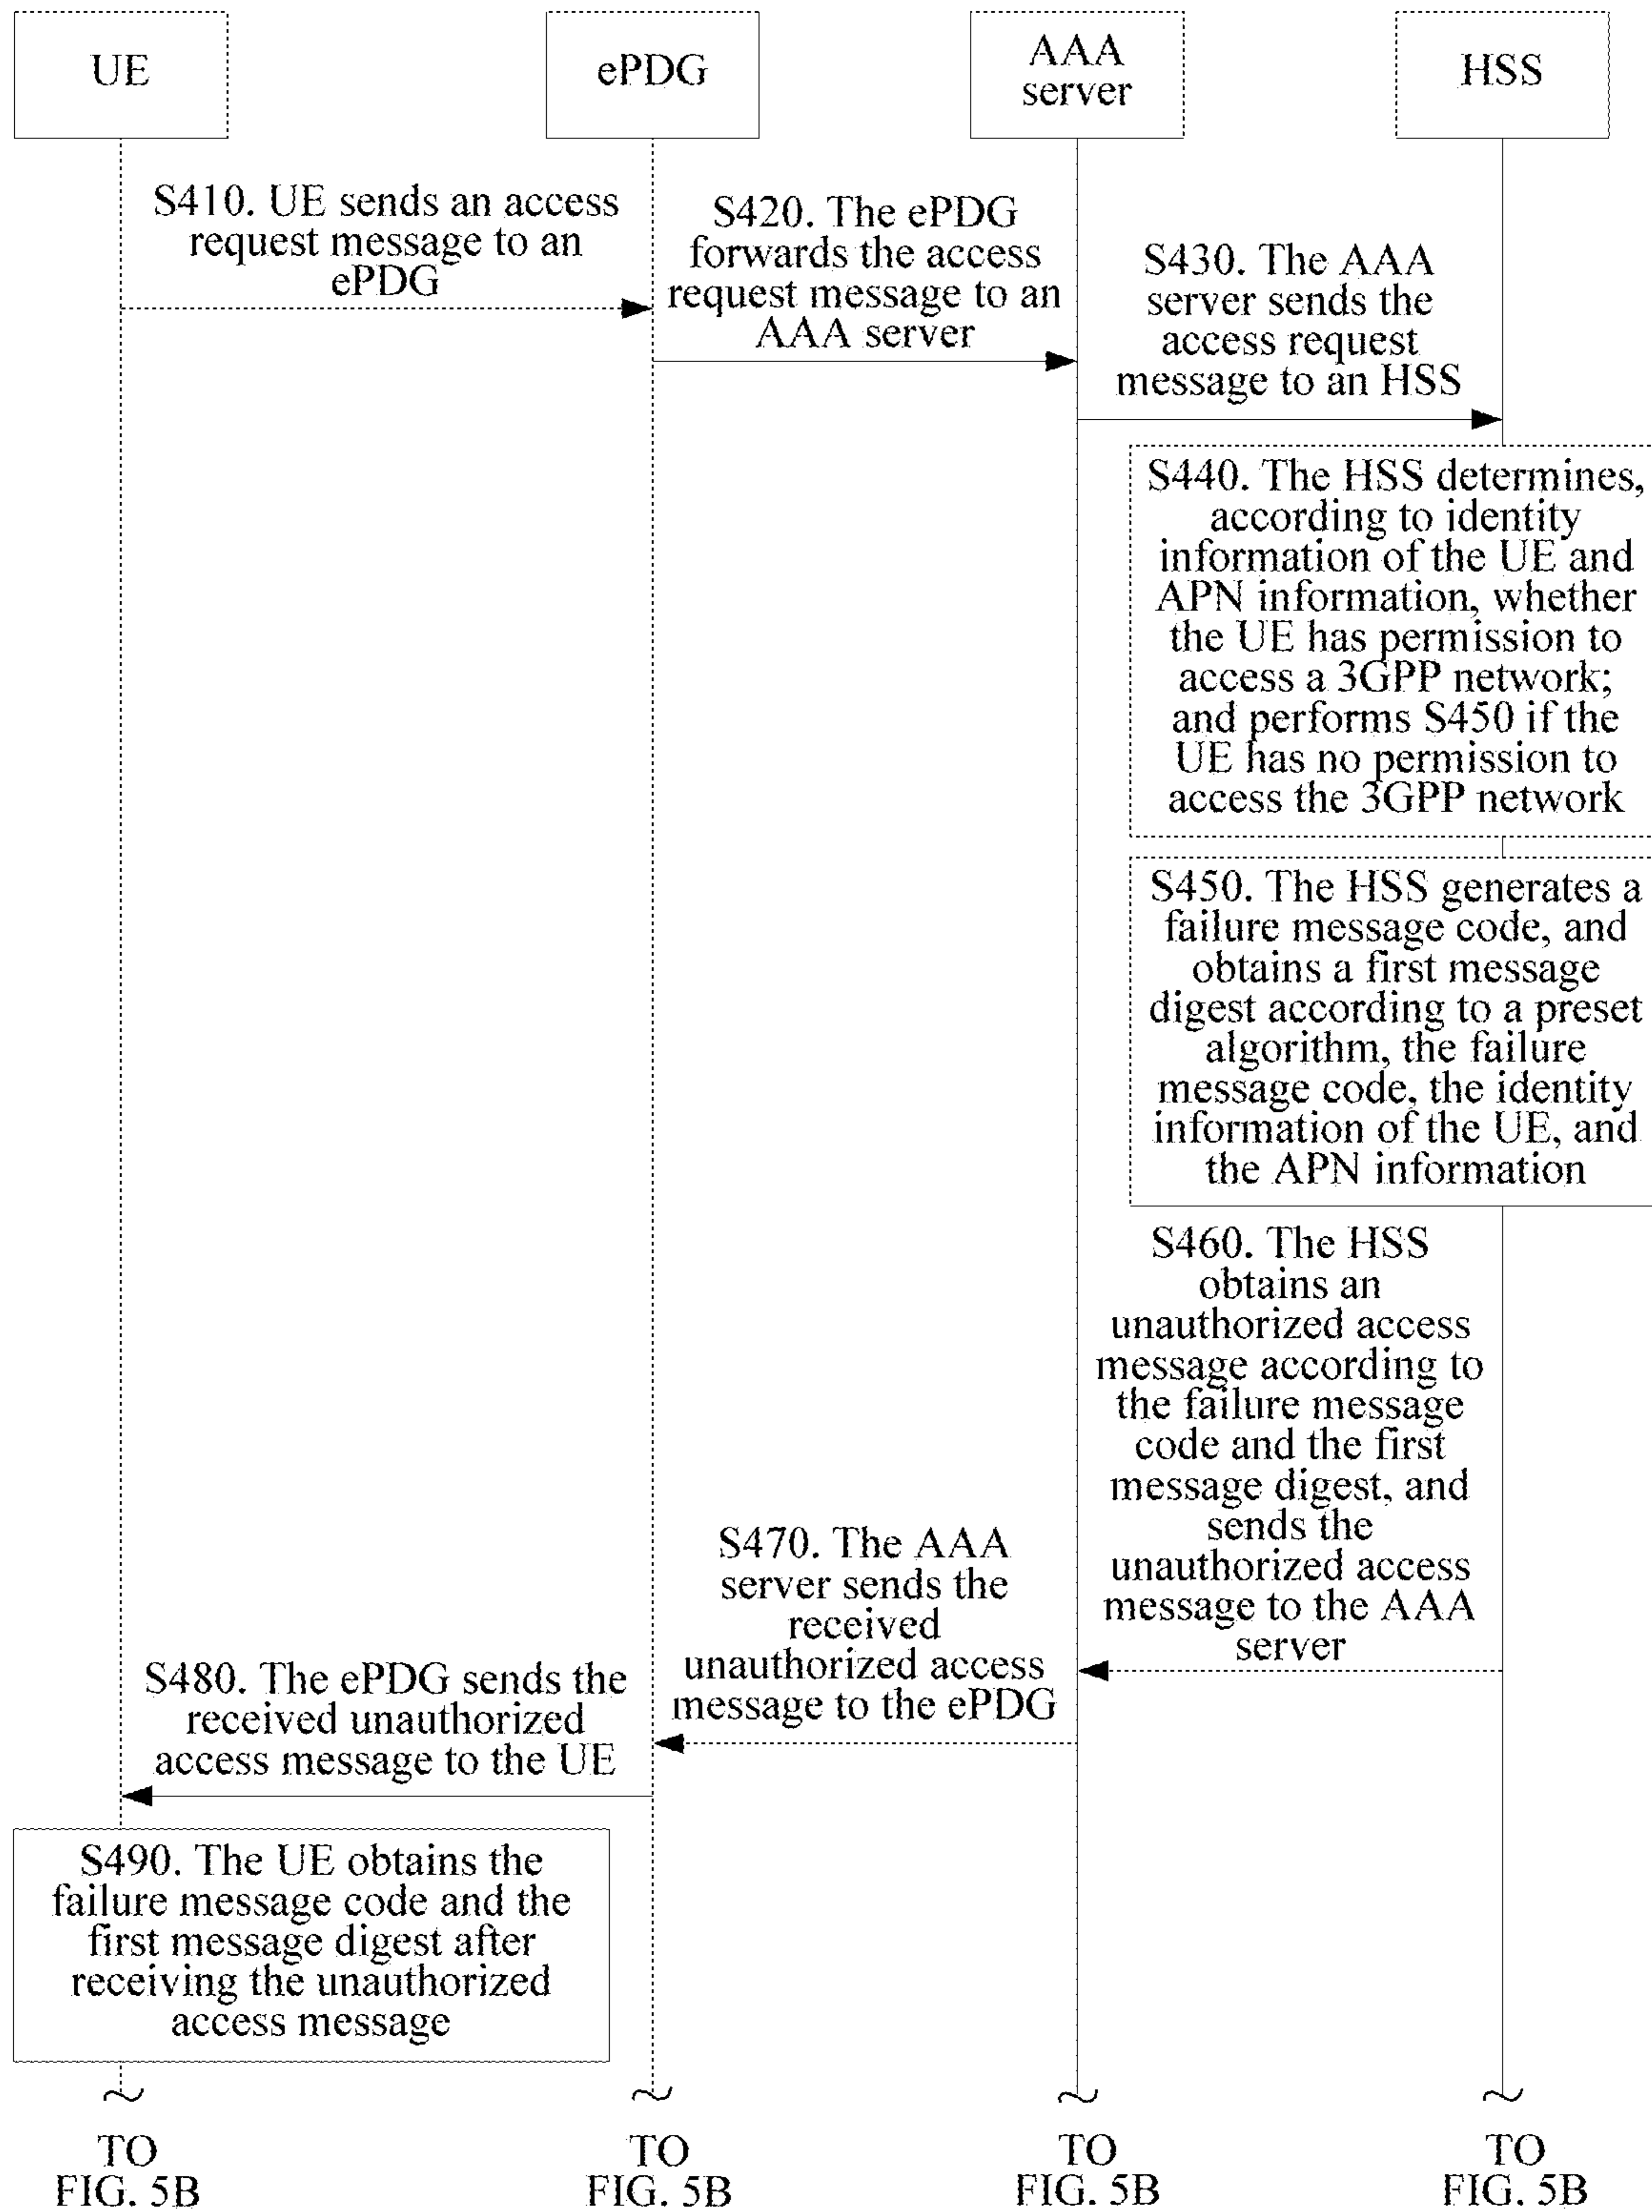 UE
ePDG
AAA
server
HSS
S410. UE sends an access
request message to an
ePDG
S420. The ePDG
forwards the access
request message to an
AAA server
S430. The AAA
server sends the
access request
message to an HSS
S440. The HSS determines,
according to identity
information of the UE and
APN information, whether
the UE has permission to
access a 3GPP network;
and performs S450 if the
UE has no permission to
access the 3GPP network
S450. The HSS generates a
failure message code, and
obtains a first message
digest according to a preset
algorithm, the failure
message code, the identity
information of the UE, and
the APN information
S460. The HSS
obtains an
unauthorized access
message according to
the failure message
code and the first
message digest, and
sends the
unauthorized access
message to the AAA
server
S470. The AAA
server sends the
received
unauthorized access
message to the ePDG
S480. The ePDG sends the
received unauthorized
access message to the UE
S490. The UE obtains the
failure message code and the
first message digest after
receiving the unauthorized
access message
TO
FIG. 5B
TO
FIG. 5B
TO
FIG. 5B
TO
FIG. 5B